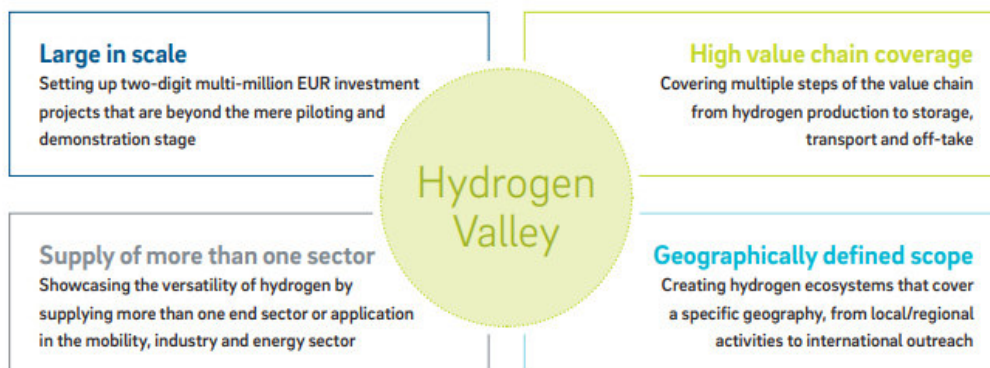 Large in scale
Setting up two-digit multi-million EUR investment
projects that are beyond the mere piloting and
demonstration stage
High value chain coverage
Covering multiple steps of the value chain
from hydrogen production to storage,
transport and off-take
Hydrogen
Valley
Supply of more than one sector
Showcasing the versatility of hydrogen by
supplying more than one end sector or application
in the mobility, industry and energy sector
Geographically defined scope
Creating hydrogen ecosystems that cover
a specific geography, from local/regional
activities to international outreach